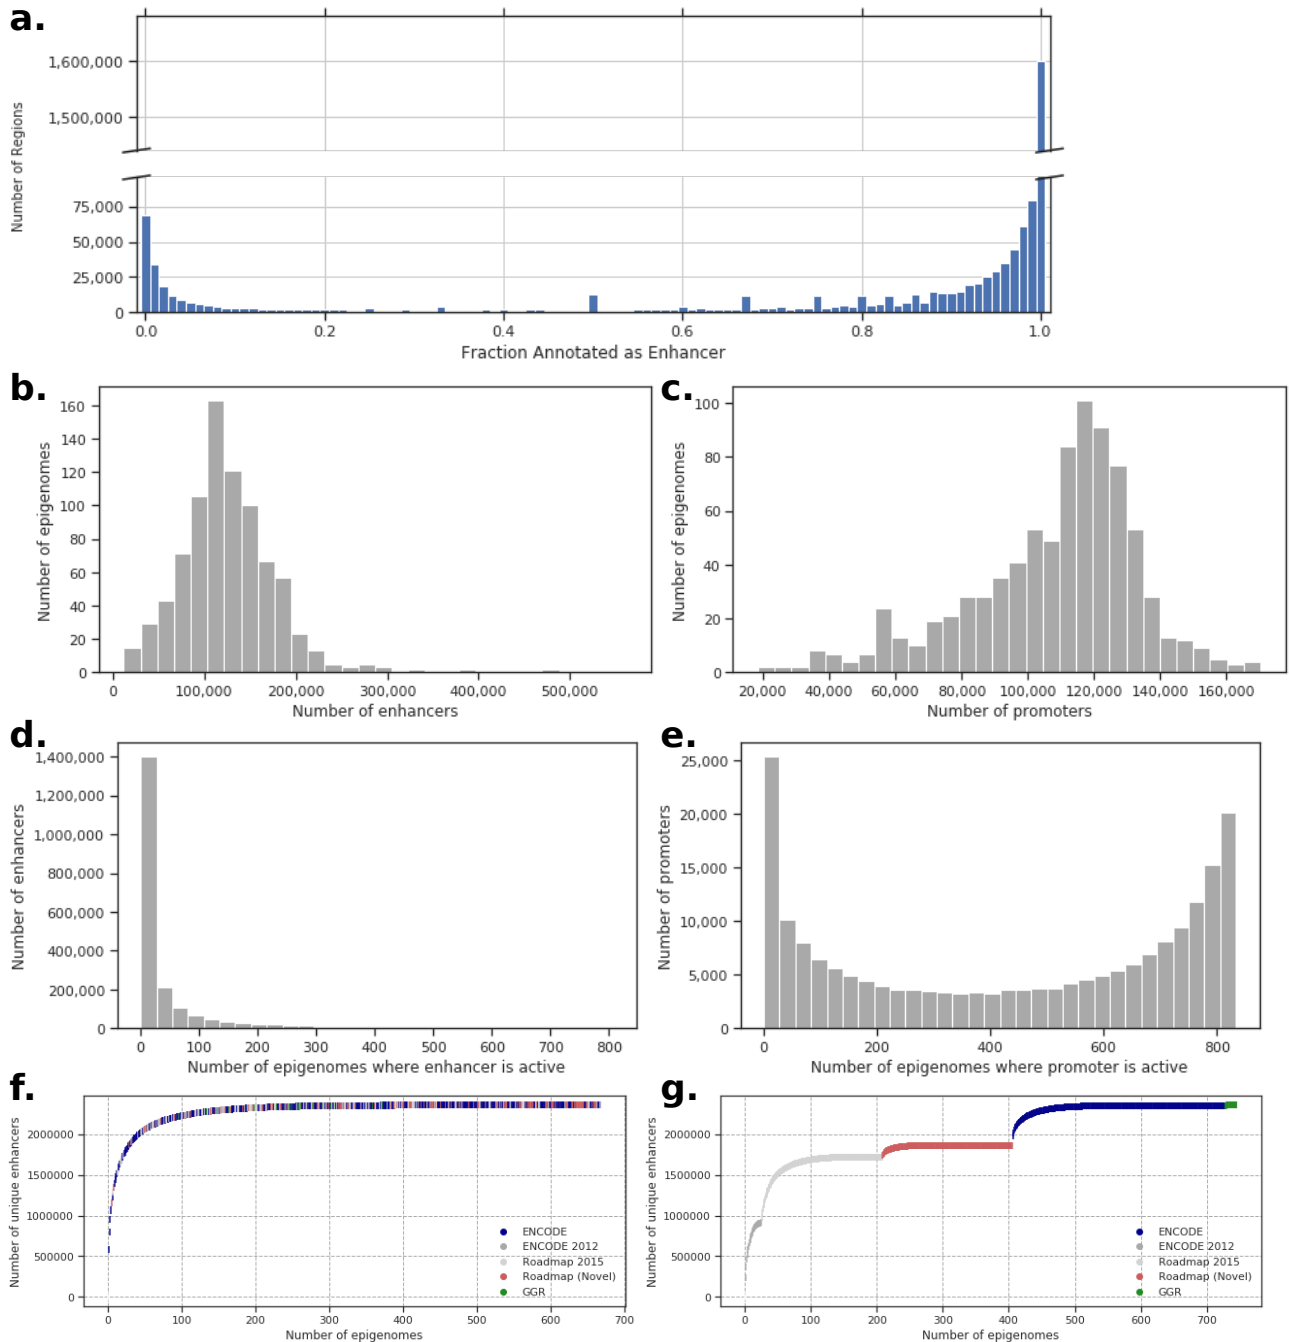 a.
Number of Regions
1,600,000
1,500,000
75,000
50,000
25,000
0
0.0 0.2 0.4 0.6 0.8 1.0
Fraction Annotated as Enhancer
b.
Number of epigenomes
160
140
120
100
80
60
40
20
0
0 100,000 200,000 300,000 400,000 500,000
Number of enhancers
c.
Number of epigenomes
100
80
60
40
20
0
20,000 40,000 60,000 80,000 100,000 120,000 140,000 160,000
Number of promoters
d.
Number of enhancers
1,400,000
1,200,000
1,000,000
800,000
600,000
400,000
200,000
0
0 100 200 300 400 500 600 700 800
Number of epigenomes where enhancer is active
e.
Number of promoters
25,000
20,000
15,000
10,000
5,000
0
0 200 400 600 800
Number of epigenomes where promoter is active
f.
Number of unique enhancers
2000000
1500000
1000000
500000
0
ENCODE
ENCODE 2012
Roadmap 2015
Roadmap (Novel)
GGR
0 100 200 300 400 500 600 700
Number of epigenomes
g.
Number of unique enhancers
2000000
1500000
1000000
500000
0
ENCODE
ENCODE 2012
Roadmap 2015
Roadmap (Novel)
GGR
0 100 200 300 400 500 600 700
Number of epigenomes